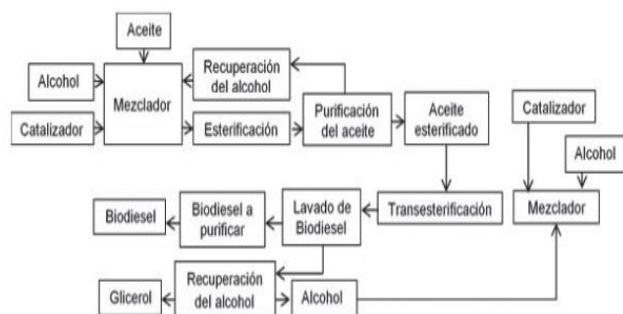 Aceite
Alcohol
Recuperación
del alcohol
Mezclador
Catalizador
Esterificación
Purificación
del aceite
Aceite
esterificado
Catalizador
Alcohol
Biodiesel
Biodiesel a
purificar
Lavado de
Biodiesel
Transesterificación
Mezclador
Glicerol
Recuperación
del alcohol
Alcohol